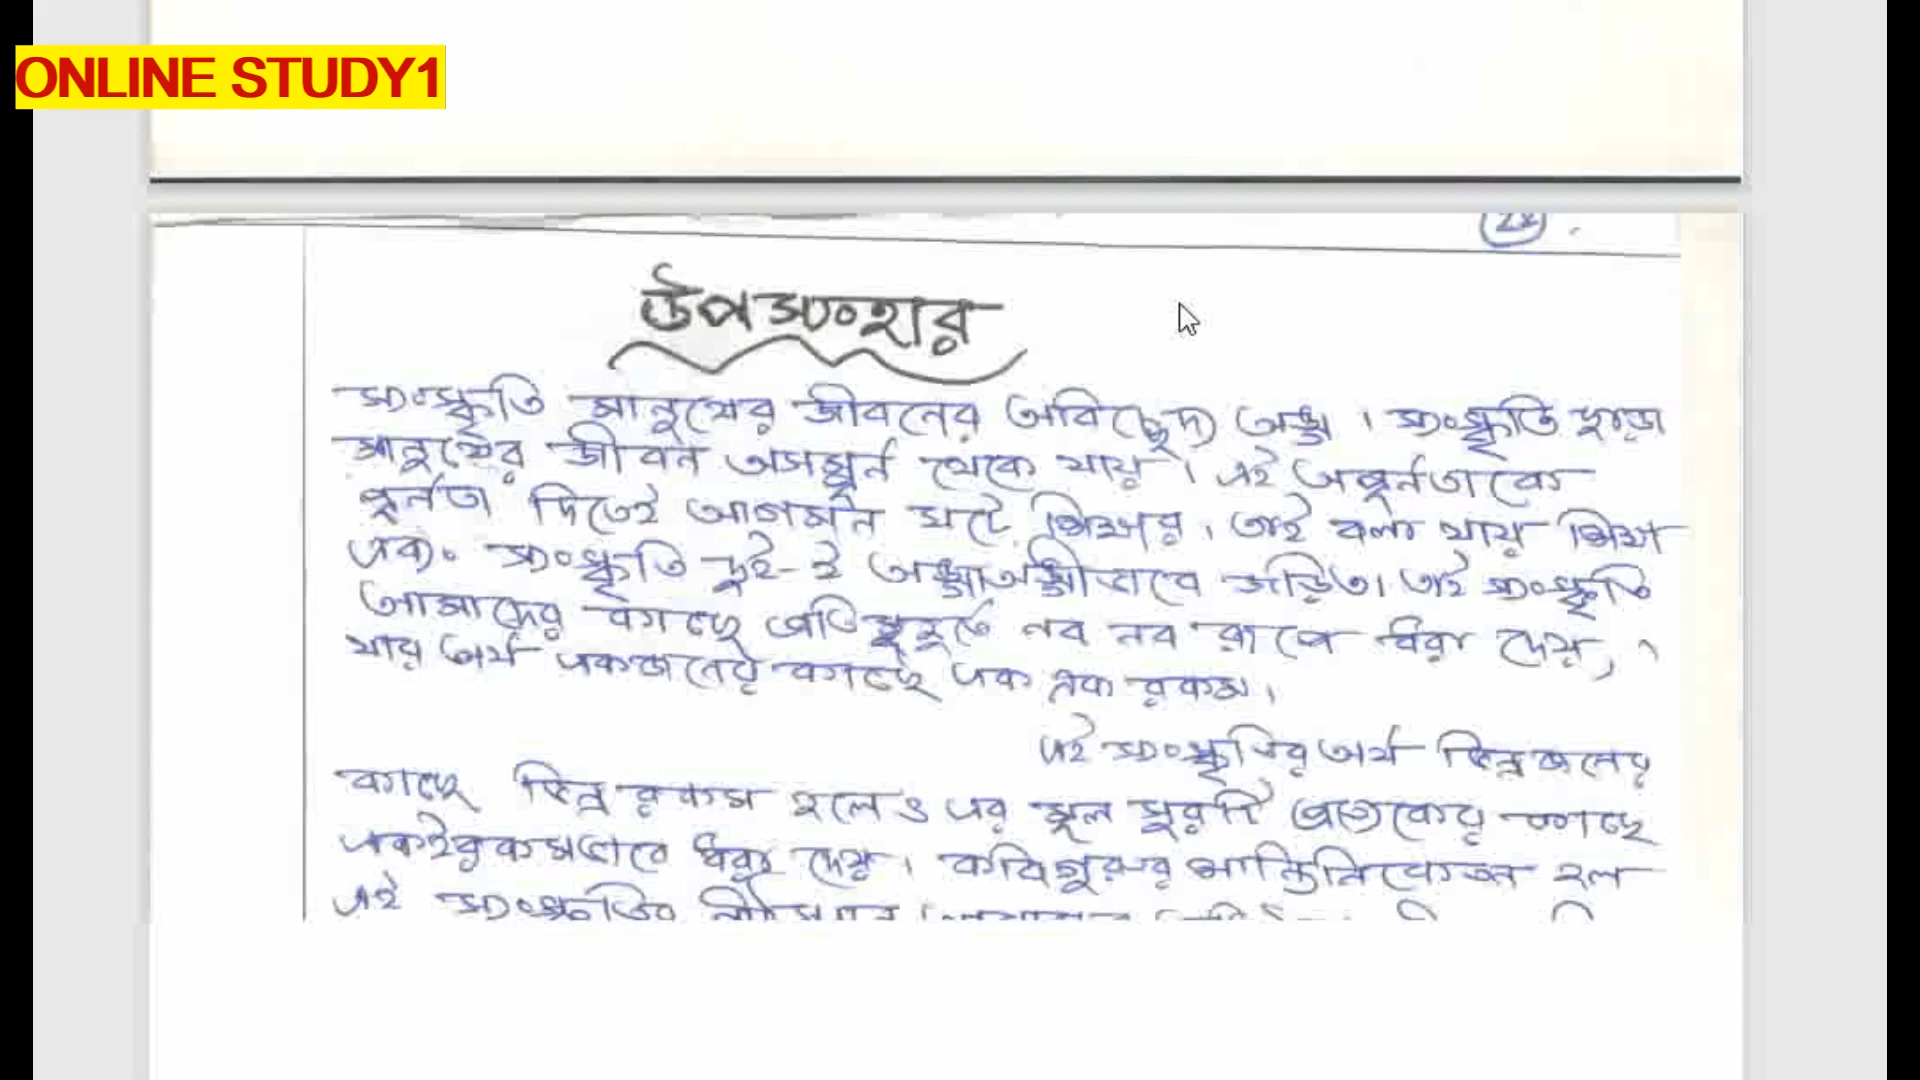 ONLINE STUDY1
উপসংহার
সংস্কৃতি মানুষের জীবনের অবিচ্ছেদ্য অঙ্গ । সংস্কৃতি ছাড়া
মানুষের জীবন অসম্পূর্ন থেকে যায় । এই অপূর্নতাকে
পূর্নতা দিতেই আগমন ঘটে শিক্ষার । তাই বলা যায় শিক্ষা
এবং সংস্কৃতি দুই-ই অঙ্গাঅঙ্গীভাবে জড়িত। তাই সংস্কৃতি
আমাদের কাছে প্রতিমুহূর্তে নব নব রূপে ধরা দেয়,
যার অর্থ একজনের কাছে এক এক রকম ।
এই সংস্কৃতির অর্থ ভিন্নজনের
কাছে ভিন্ন রকম হলেও এর মূল সুরটি প্রত্যেকের কাছে
একইরকমভাবে ধরা দেয় । কবিগুরুর শান্তিনিকেতন হল
এই সংস্কৃতির